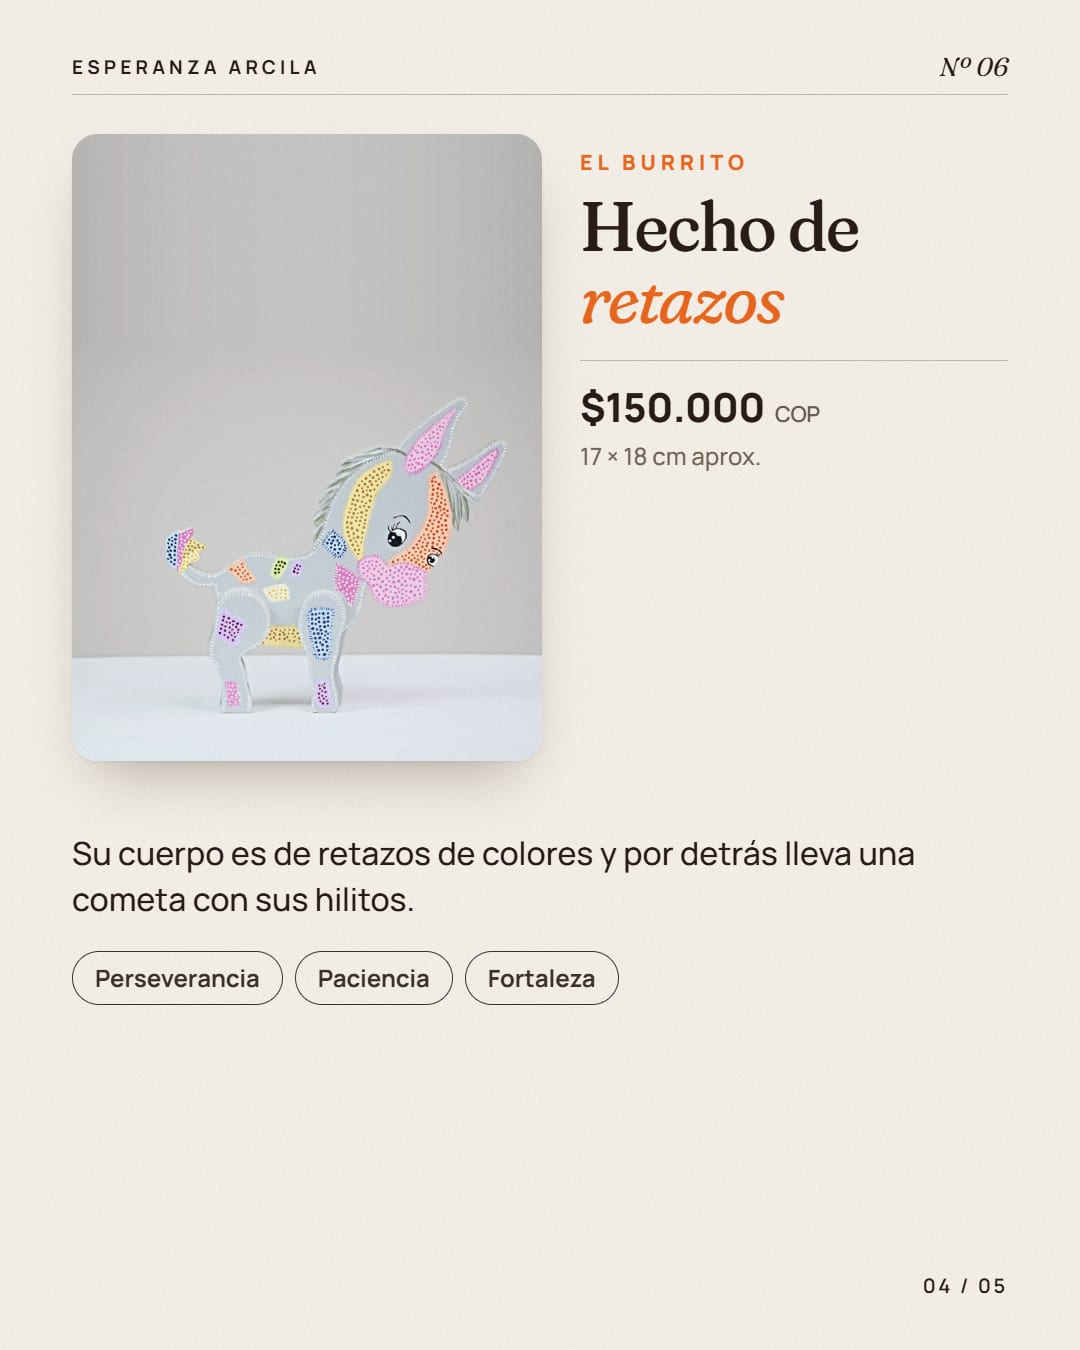 ESPERANZA ARCILA
Nº 06
EL BURRITO
Hecho de
retazos
$150.000 COP
17 × 18 cm aprox.
Su cuerpo es de retazos de colores y por detrás lleva una
cometa con sus hilitos.
Perseverancia
Paciencia
Fortaleza
04 / 05